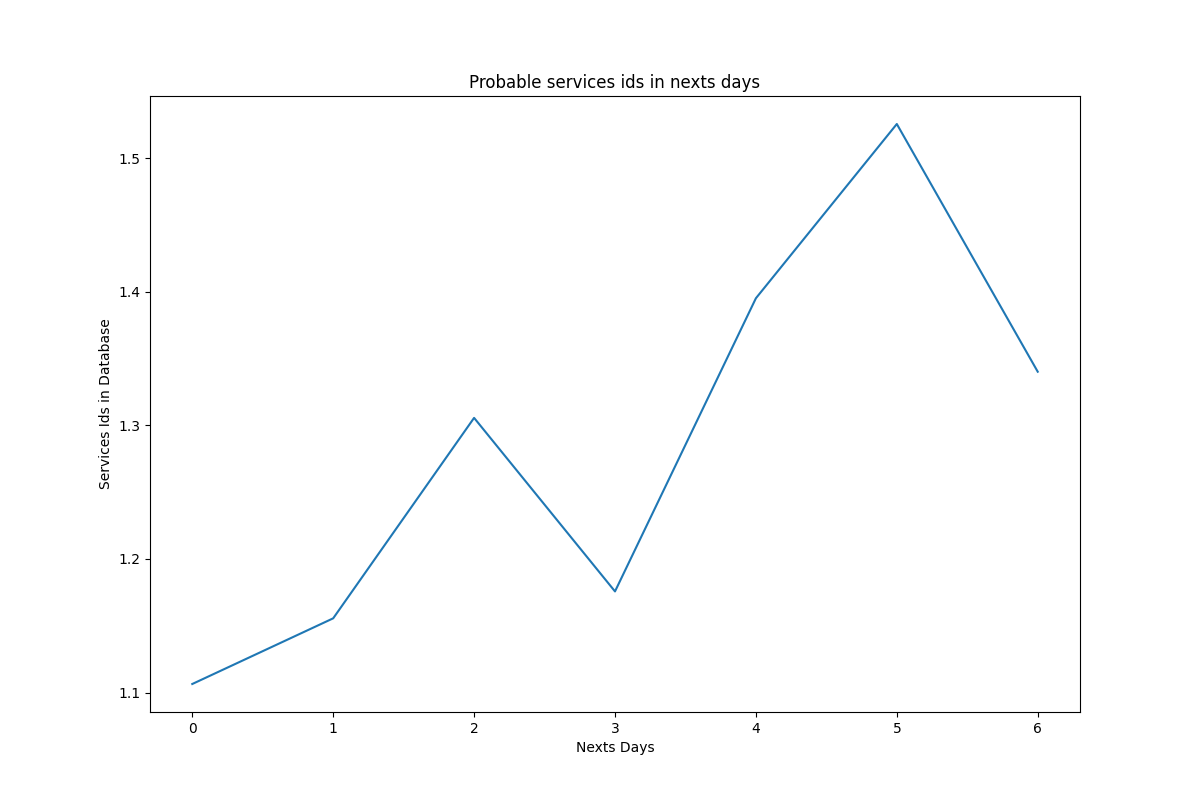 Probable services ids in nexts days
1.5
1.4
1.3
1.2
1.1
Services Ids in Database
0 1 2 3 4 5 6
Nexts Days